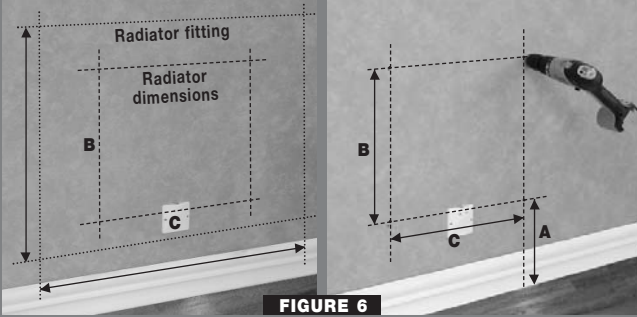 Radiator fitting
Radiator
dimensions
B
C
B
C
A
FIGURE 6